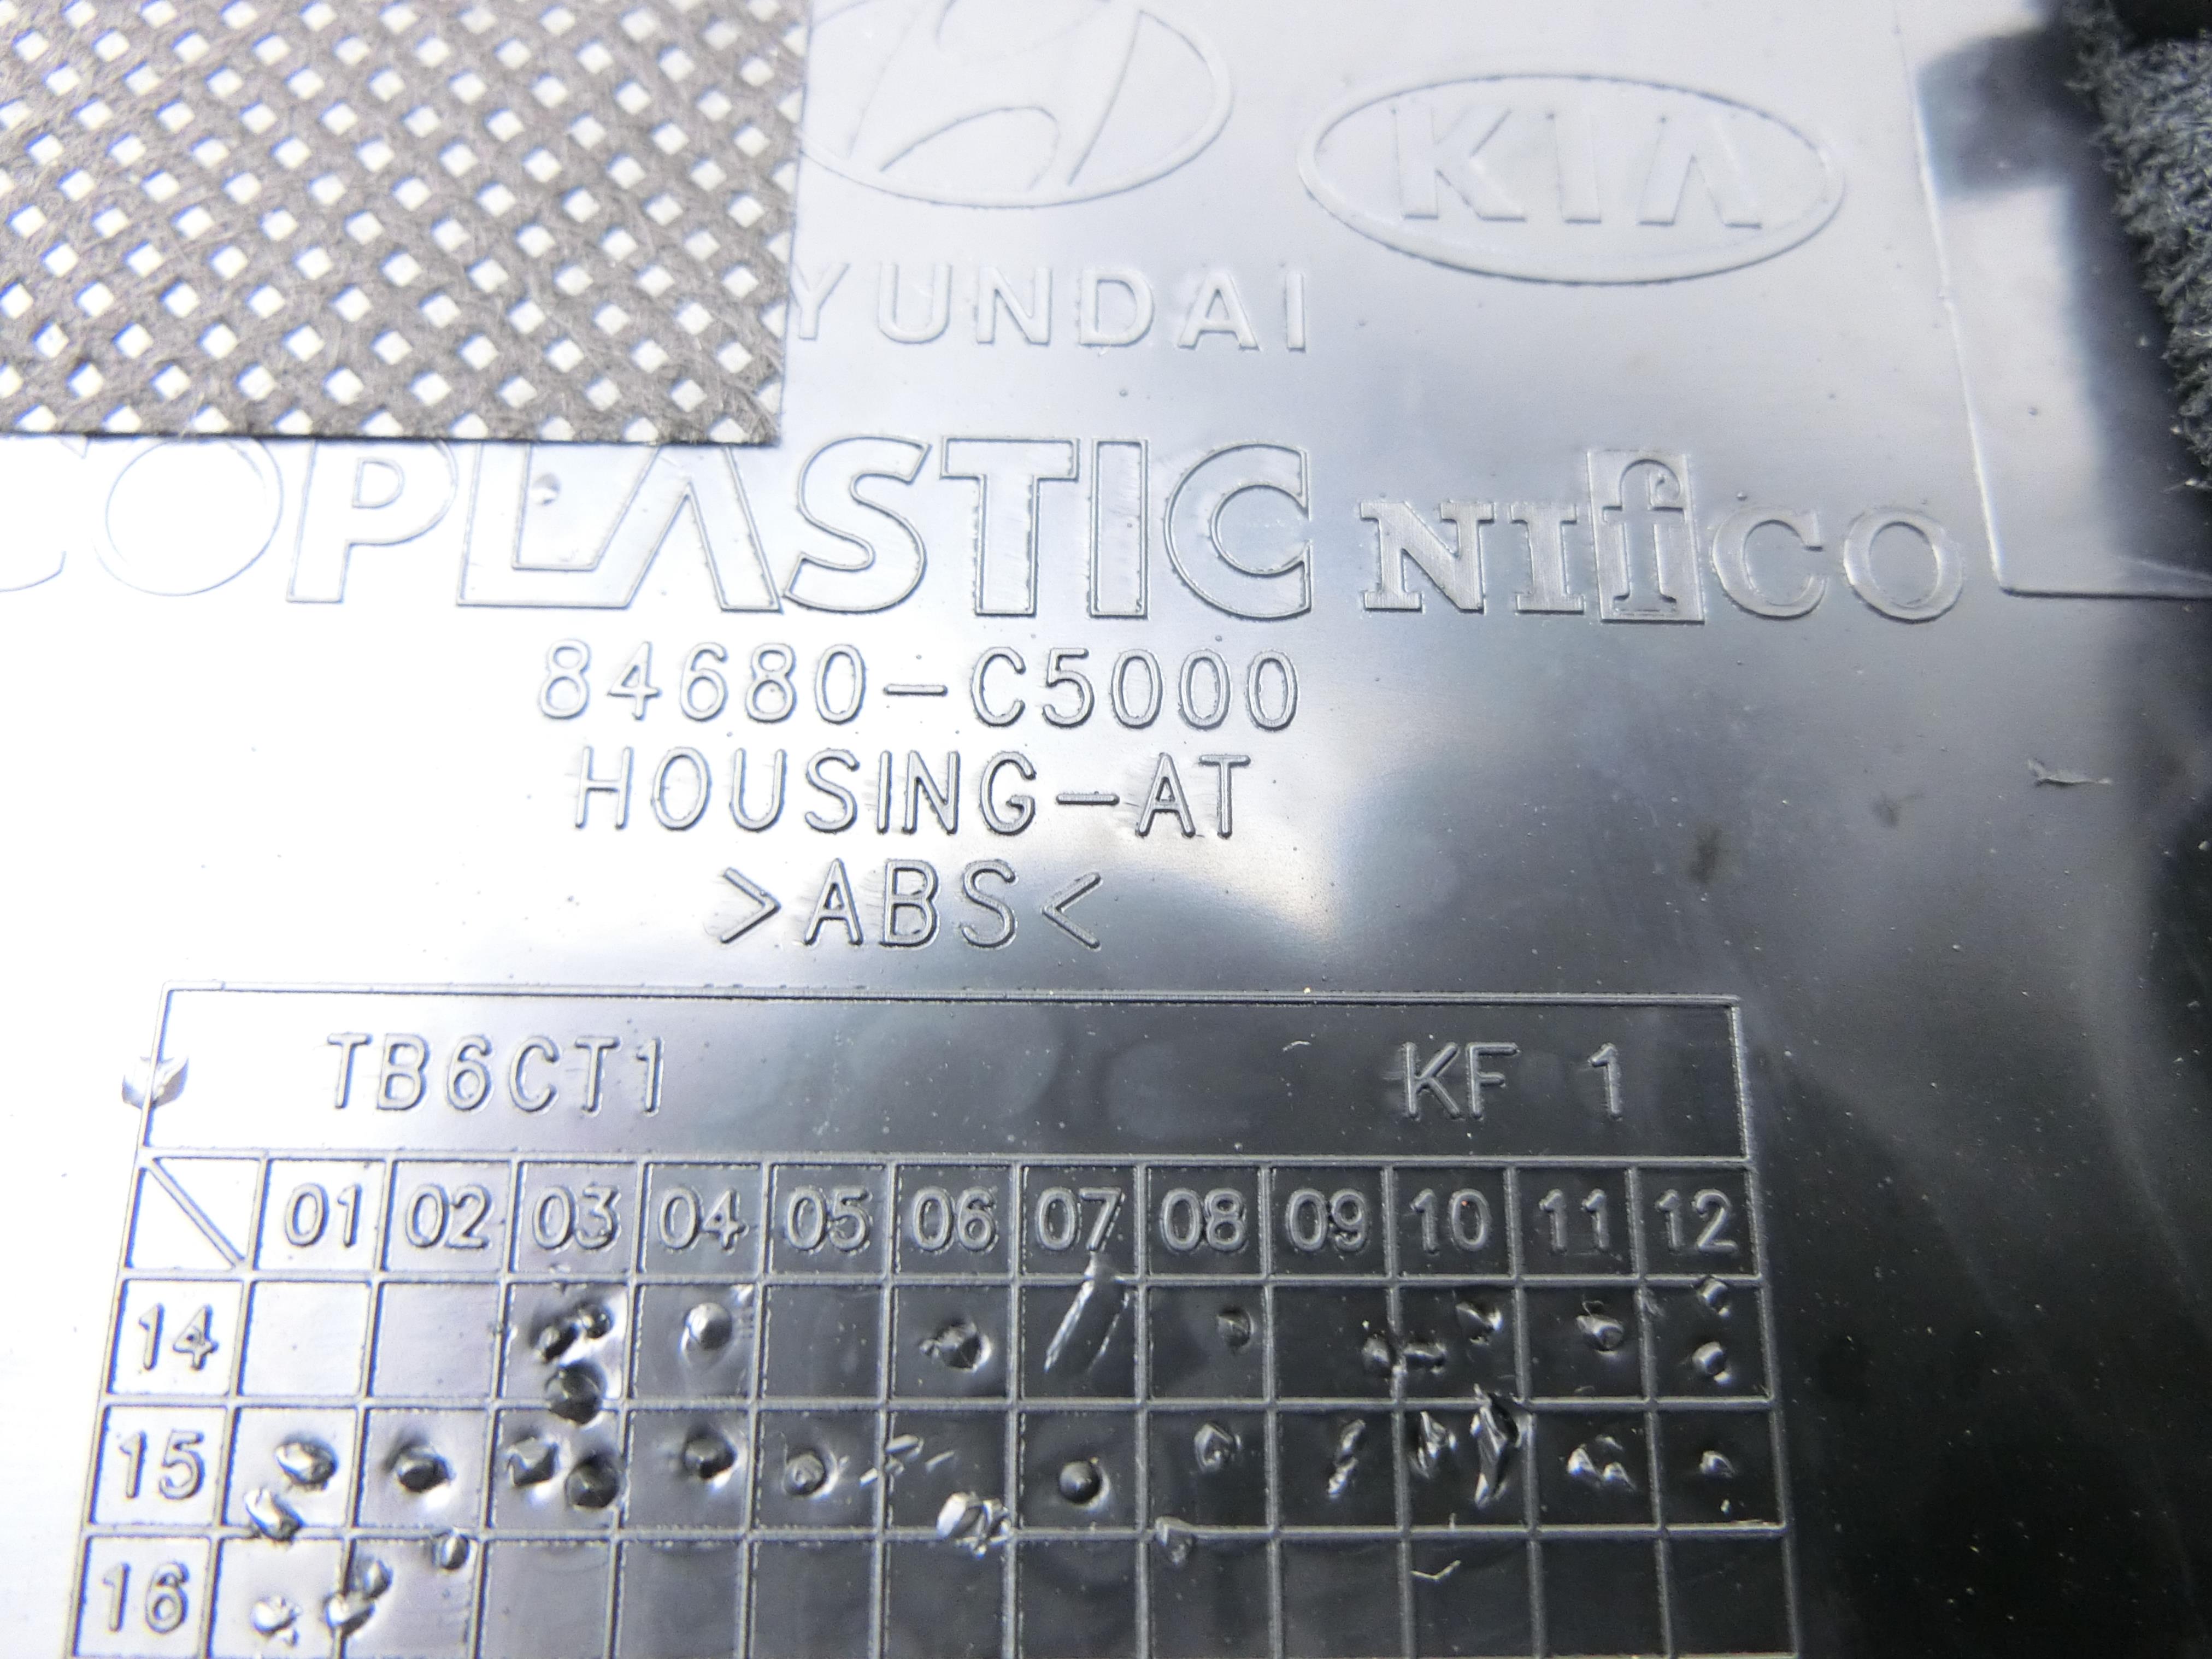 KIA
YUNDAI
COPLASTIC NIfCO
84680-C5000
HOUSING-AT
>ABS<
TB6CT1 KF 1
01 02 03 04 05 06 07 08 09 10 11 12
14
15
16